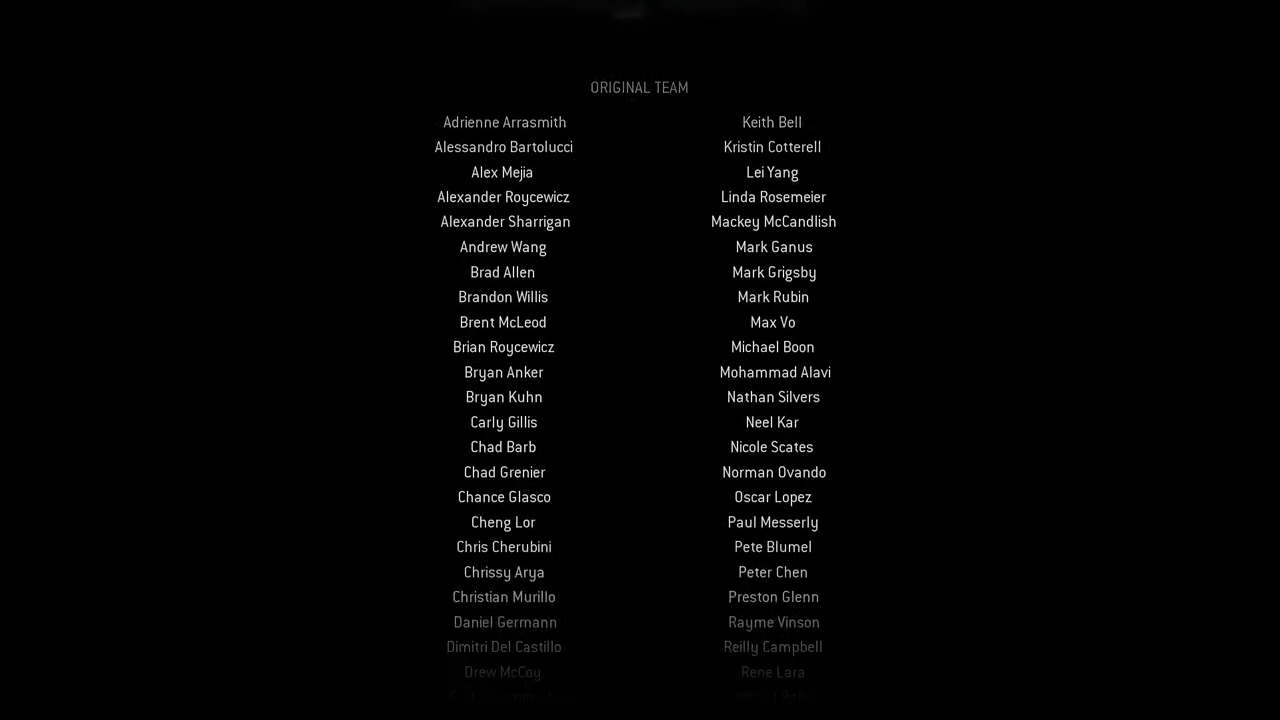 ORIGINAL TEAM
Adrienne Arrasmith
Alessandro Bartolucci
Alex Mejia
Alexander Roycewicz
Alexander Sharrigan
Andrew Wang
Brad Allen
Brandon Willis
Brent McLeod
Brian Roycewicz
Bryan Anker
Bryan Kuhn
Carly Gillis
Chad Barb
Chad Grenier
Chance Glasco
Cheng Lor
Chris Cherubini
Chrissy Arya
Christian Murillo
Daniel Germann
Dimitri Del Castillo
Drew McCoy
Keith Bell
Kristin Cotterell
Lei Yang
Linda Rosemeier
Mackey McCandlish
Mark Ganus
Mark Grigsby
Mark Rubin
Max Vo
Michael Boon
Mohammad Alavi
Nathan Silvers
Neel Kar
Nicole Scates
Norman Ovando
Oscar Lopez
Paul Messerly
Pete Blumel
Peter Chen
Preston Glenn
Rayme Vinson
Reilly Campbell
Rene Lara